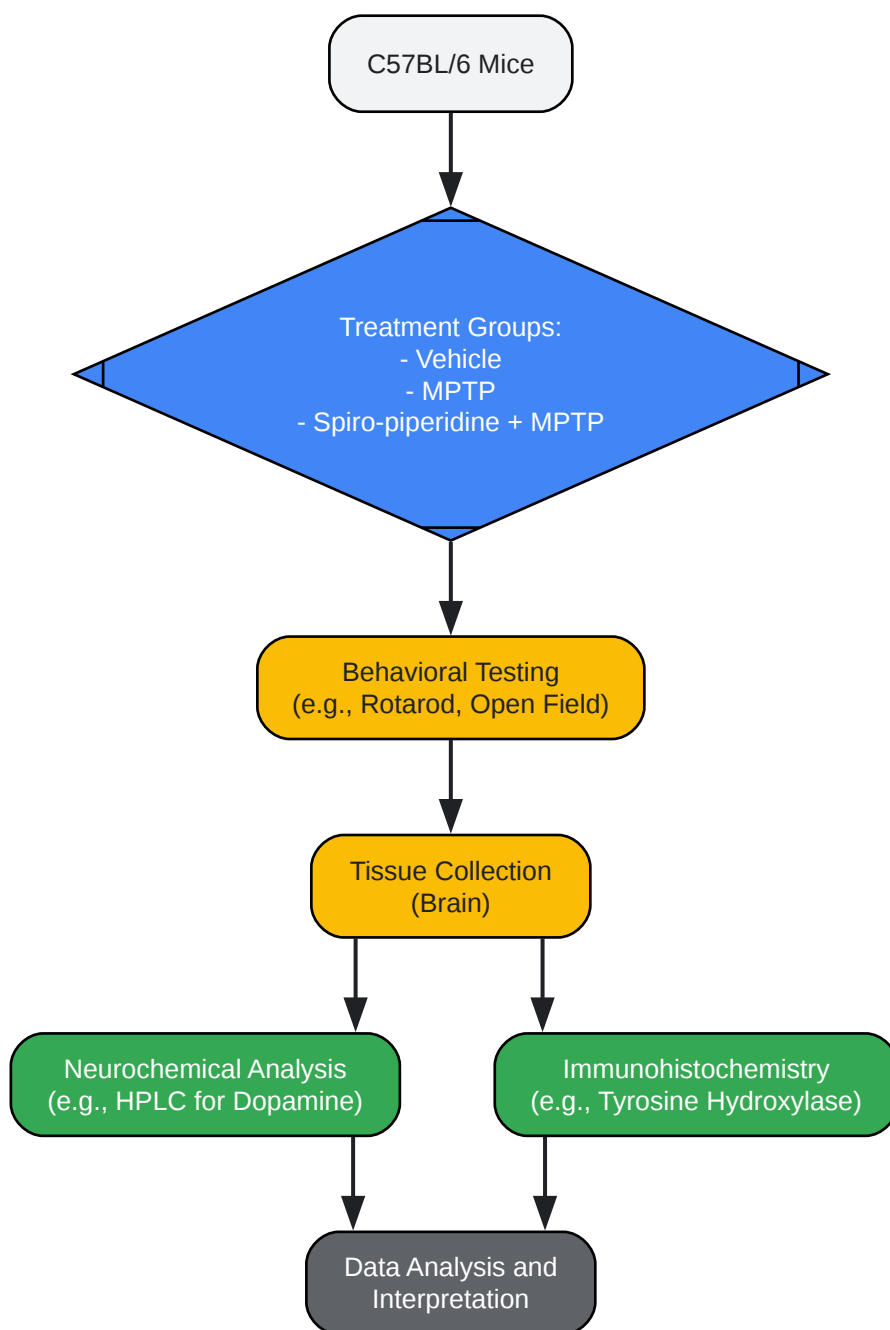 C57BL/6 Mice
Treatment Groups:
- Vehicle
- MPTP
- Spiro-piperidine + MPTP
Behavioral Testing
(e.g., Rotarod, Open Field)
Tissue Collection
(Brain)
Neurochemical Analysis
(e.g., HPLC for Dopamine)
Immunohistochemistry
(e.g., Tyrosine Hydroxylase)
Data Analysis and
Interpretation